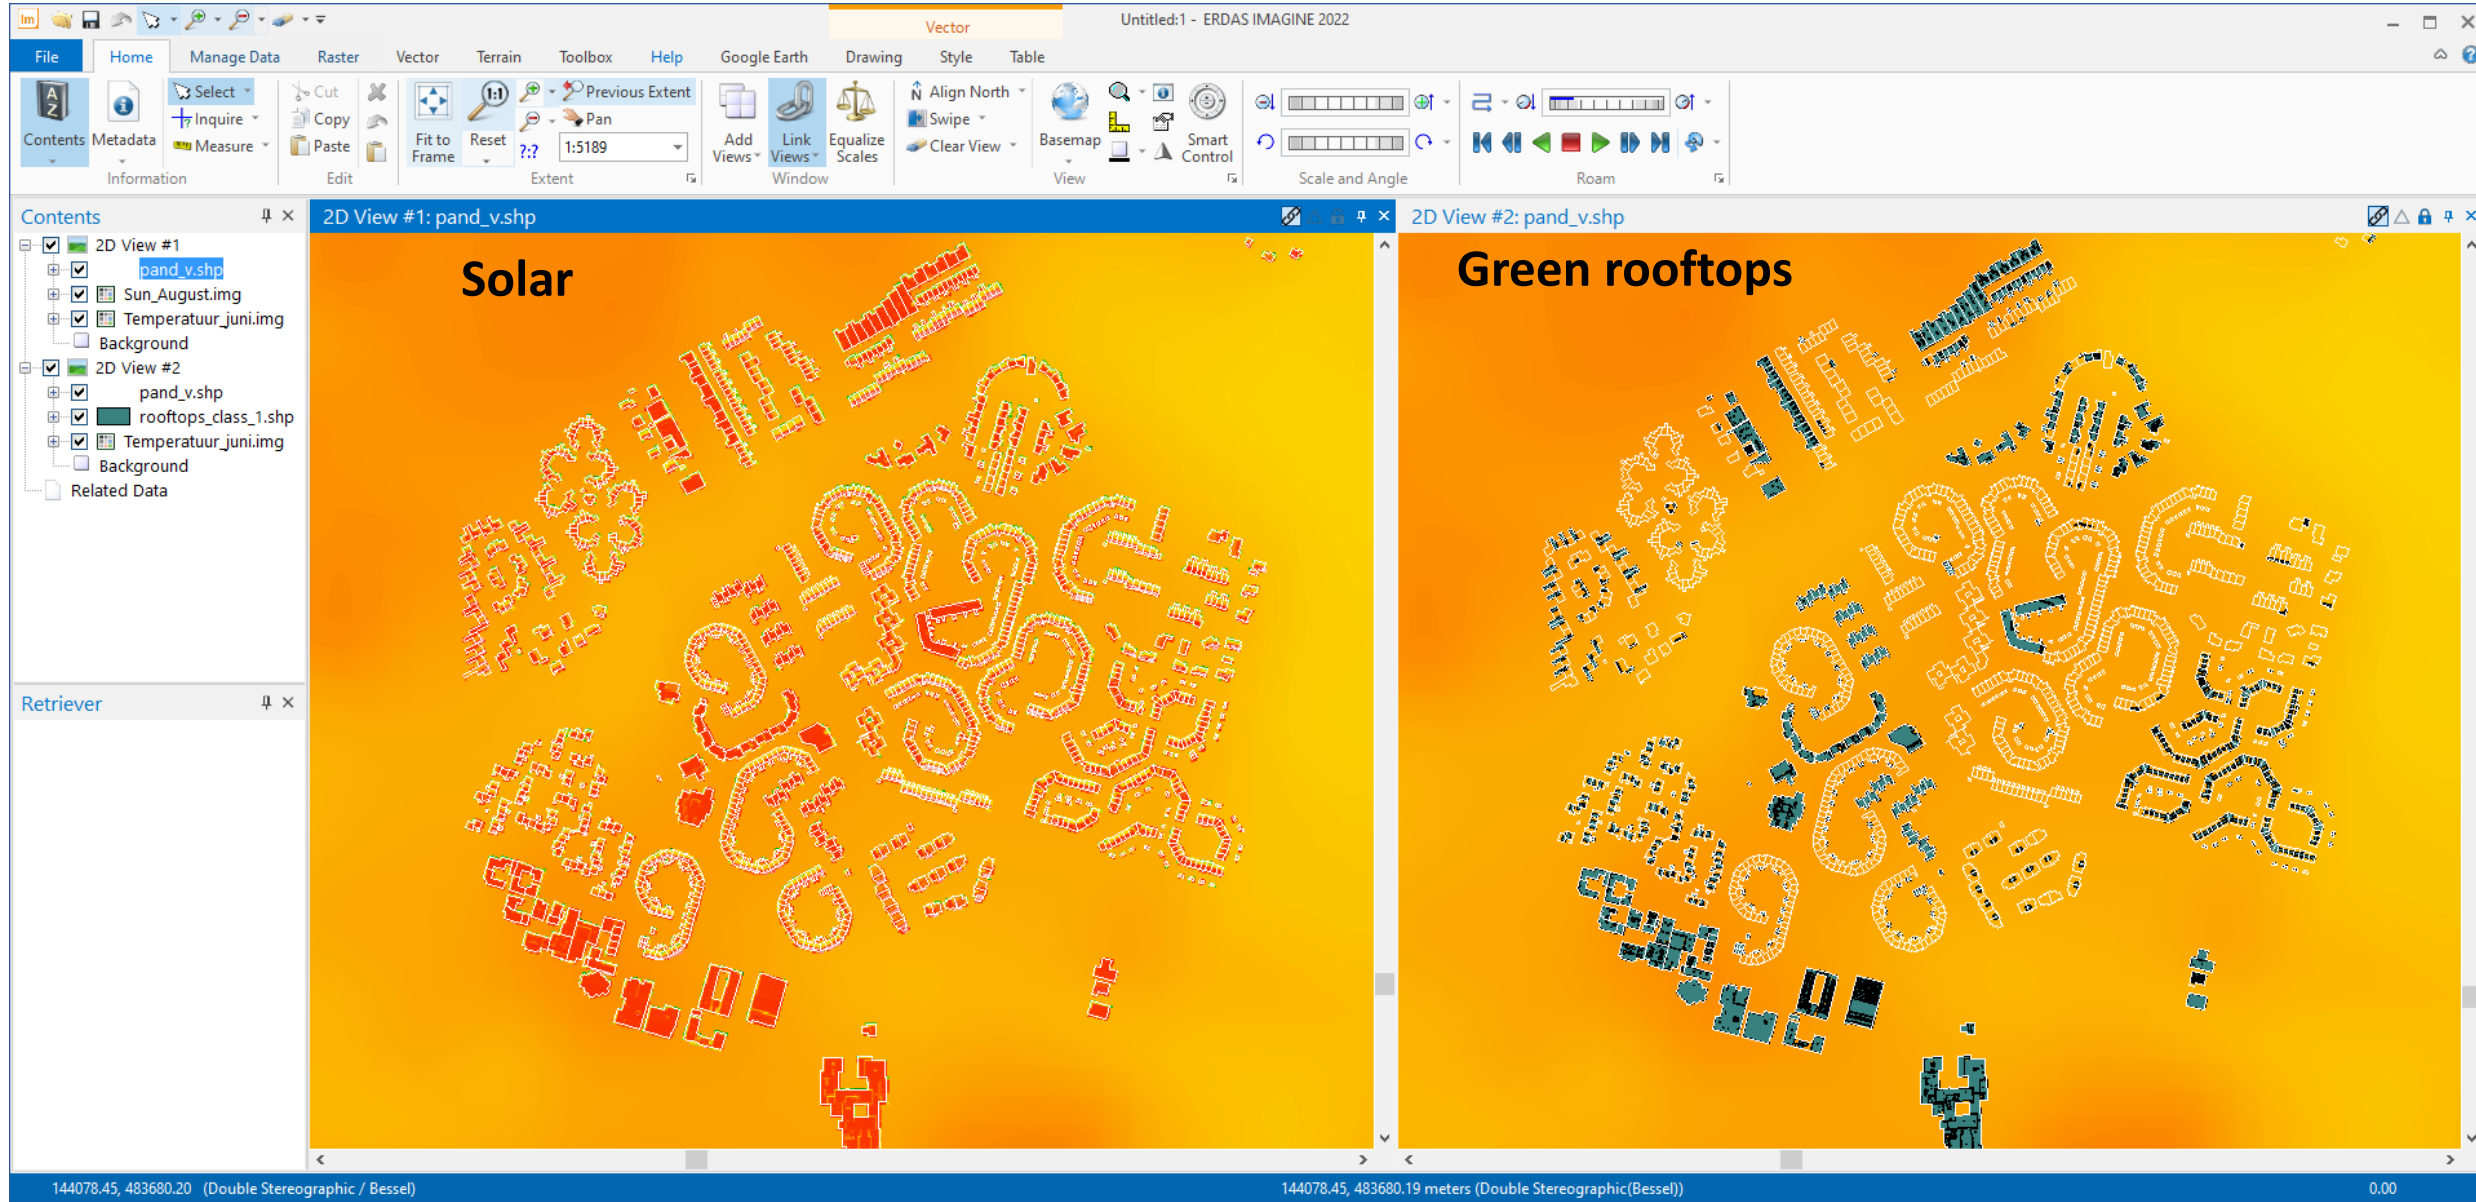 Im
Vector
Untitled:1 - ERDAS IMAGINE 2022
File Home Manage Data Raster Vector Terrain Toolbox Help Google Earth Drawing Style Table
A Z Contents
Metadata
Select
Inquire
Measure
Information
Cut
Copy
Paste
Edit
Fit to Frame
1:1
Reset
?:?
Previous Extent
Pan
1:5189
Extent
Add Views
Link Views
Equalize Scales
Window
N Align North
Swipe
Clear View
Basemap
Smart Control
View
Scale and Angle
Roam
Contents
2D View #1
pand_v.shp
Sun_August.img
Temperatuur_juni.img
Background
2D View #2
pand_v.shp
rooftops_class_1.shp
Temperatuur_juni.img
Background
Related Data
Retriever
2D View #1: pand_v.shp
Solar
2D View #2: pand_v.shp
Green rooftops
144078.45, 483680.20 (Double Stereographic / Bessel)
144078.45, 483680.19 meters (Double Stereographic(Bessel))
0.00